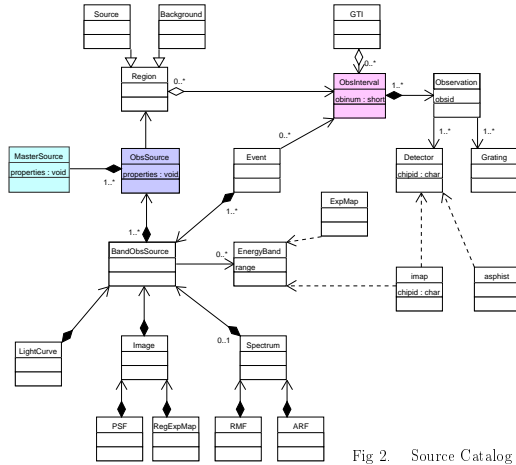 Source
Background
GTI
Region
0..*
0..*
ObsInterval
obinum : short
1..*
Observation
obsid
MasterSource
properties : void
1..*
ObsSource
properties : void
0..*
Event
1..*
1..*
1..*
Detector
chipid : char
Grating
ExpMap
1..*
BandObsSource
0..*
EnergyBand
range
imap
chipid : char
asphist
LightCurve
Image
0..1
Spectrum
PSF
RegExpMap
RMF
ARF
Fig 2. Source Catalog